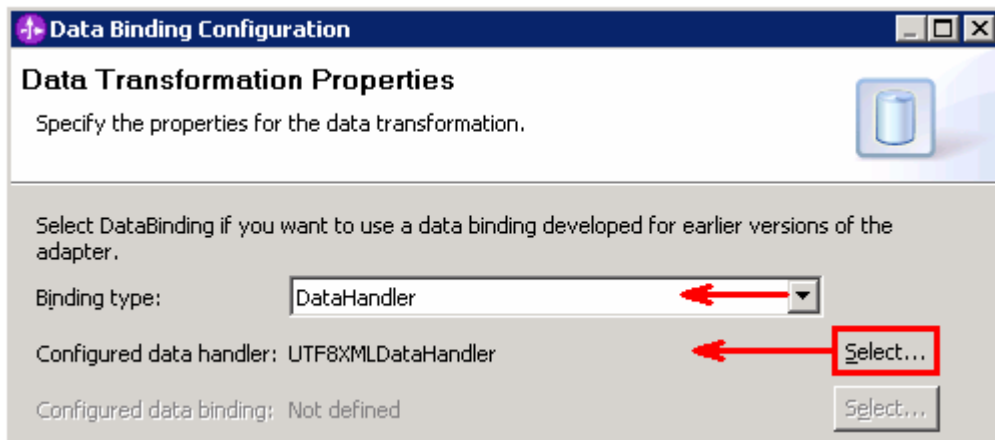 Data Binding Configuration
Data Transformation Properties
Specify the properties for the data transformation.
Select DataBinding if you want to use a data binding developed for earlier versions of the
adapter.
Binding type: DataHandler
Configured data handler: UTF8XMLDataHandler Select...
Configured data binding: Not defined Select...